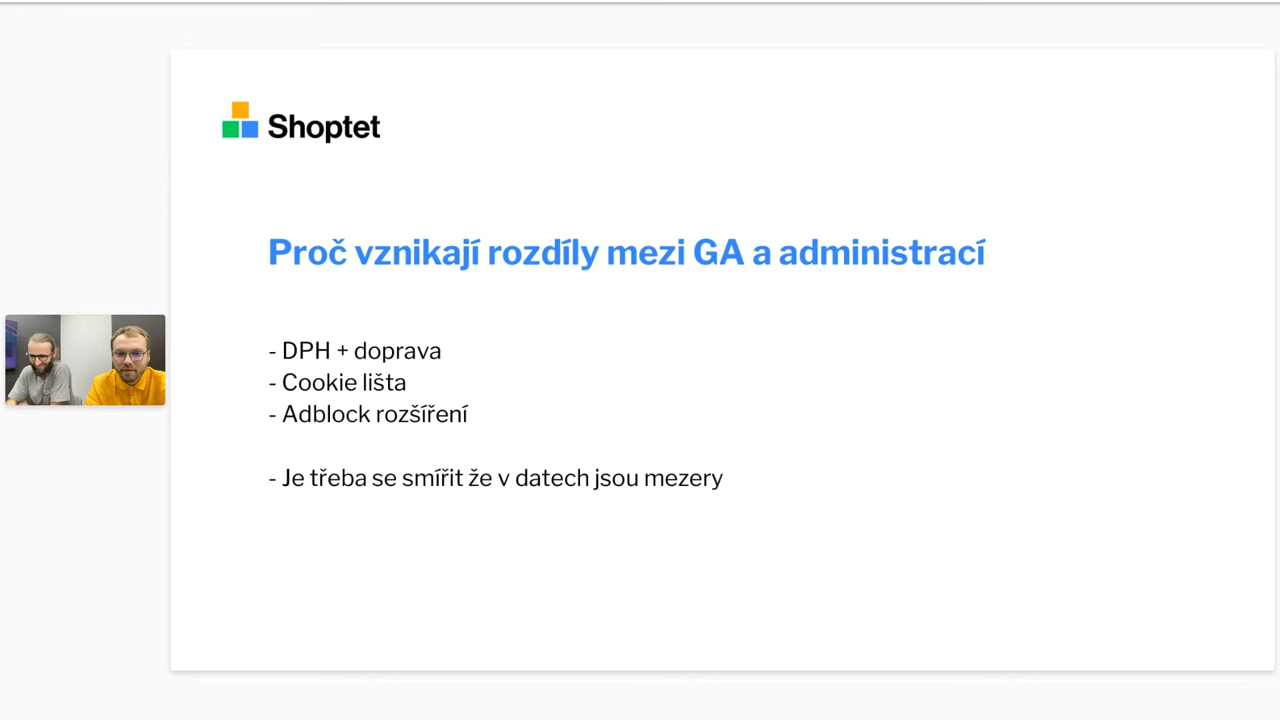 Shoptet
Proč vznikají rozdíly mezi GA a administrací
- DPH + doprava
- Cookie lišta
- Adblock rozšíření
- Je třeba se smířit že v datech jsou mezery